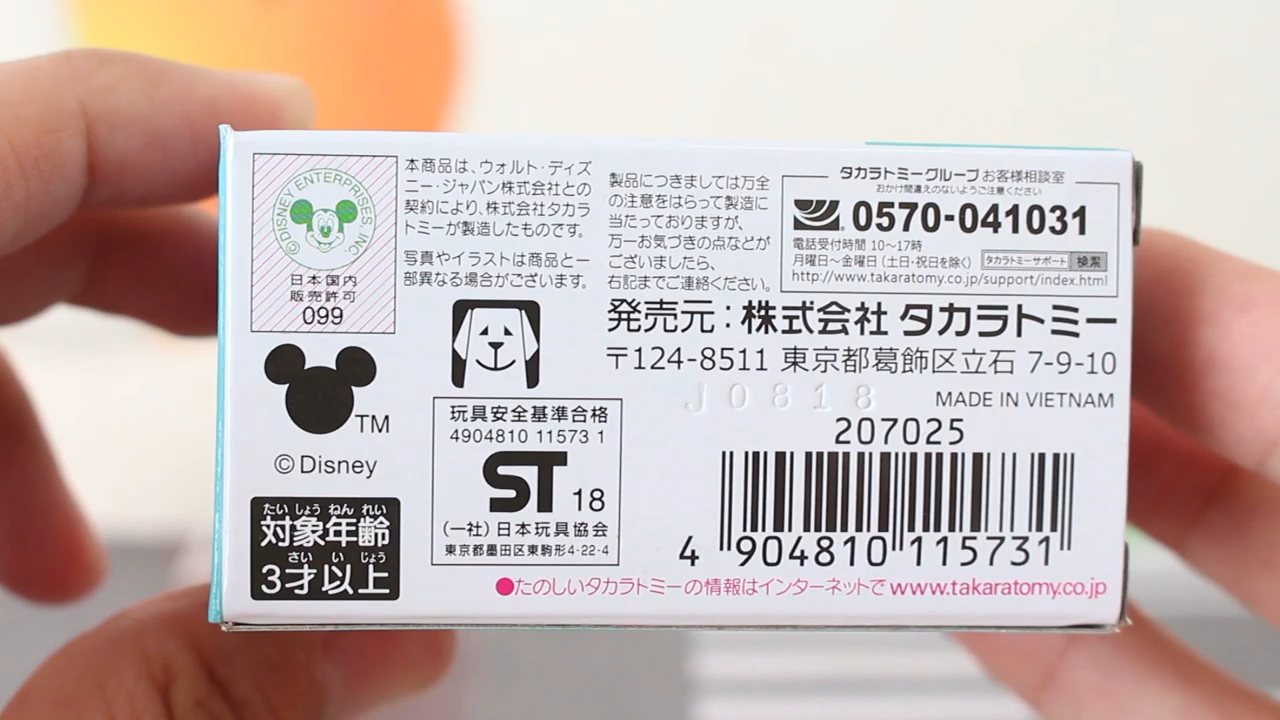 © DISNEY ENTERPRISES, INC.
日本国内
販売許可
099
本商品は、ウォルト・ディズ
ニー・ジャパン株式会社との
契約により、株式会社タカラ
トミーが製造したものです。
写真やイラストは商品と一
部異なる場合がございます。
製品につきましては万全
の注意をはらって製造に
当たっておりますが、
万一お気づきの点などが
ございましたら、
右記までご連絡ください。
タカラトミーグループ お客様相談室
おかけ間違えのないようご注意ください
0570-041031
電話受付時間 10〜17時
月曜日〜金曜日 (土日・祝日を除く) タカラトミーサポート 検索
http://www.takaratomy.co.jp/support/index.html
発売元：株式会社 タカラトミー
〒124-8511 東京都葛飾区立石 7-9-10
J0818
MADE IN VIETNAM
TM
© Disney
たい しょう ねん れい
対象年齢
さい い じょう
3才以上
玩具安全基準合格
4904810 11573 1
ST 18
(一社) 日本玩具協会
東京都墨田区東駒形4-22-4
207025
4 904810 115731
●たのしいタカラトミーの情報はインターネットで www.takaratomy.co.jp